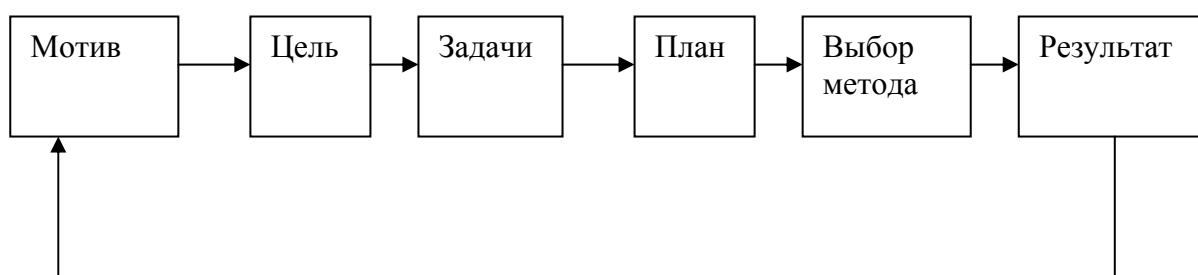 Мотив
Цель
Задачи
План
Выбор
метода
Результат